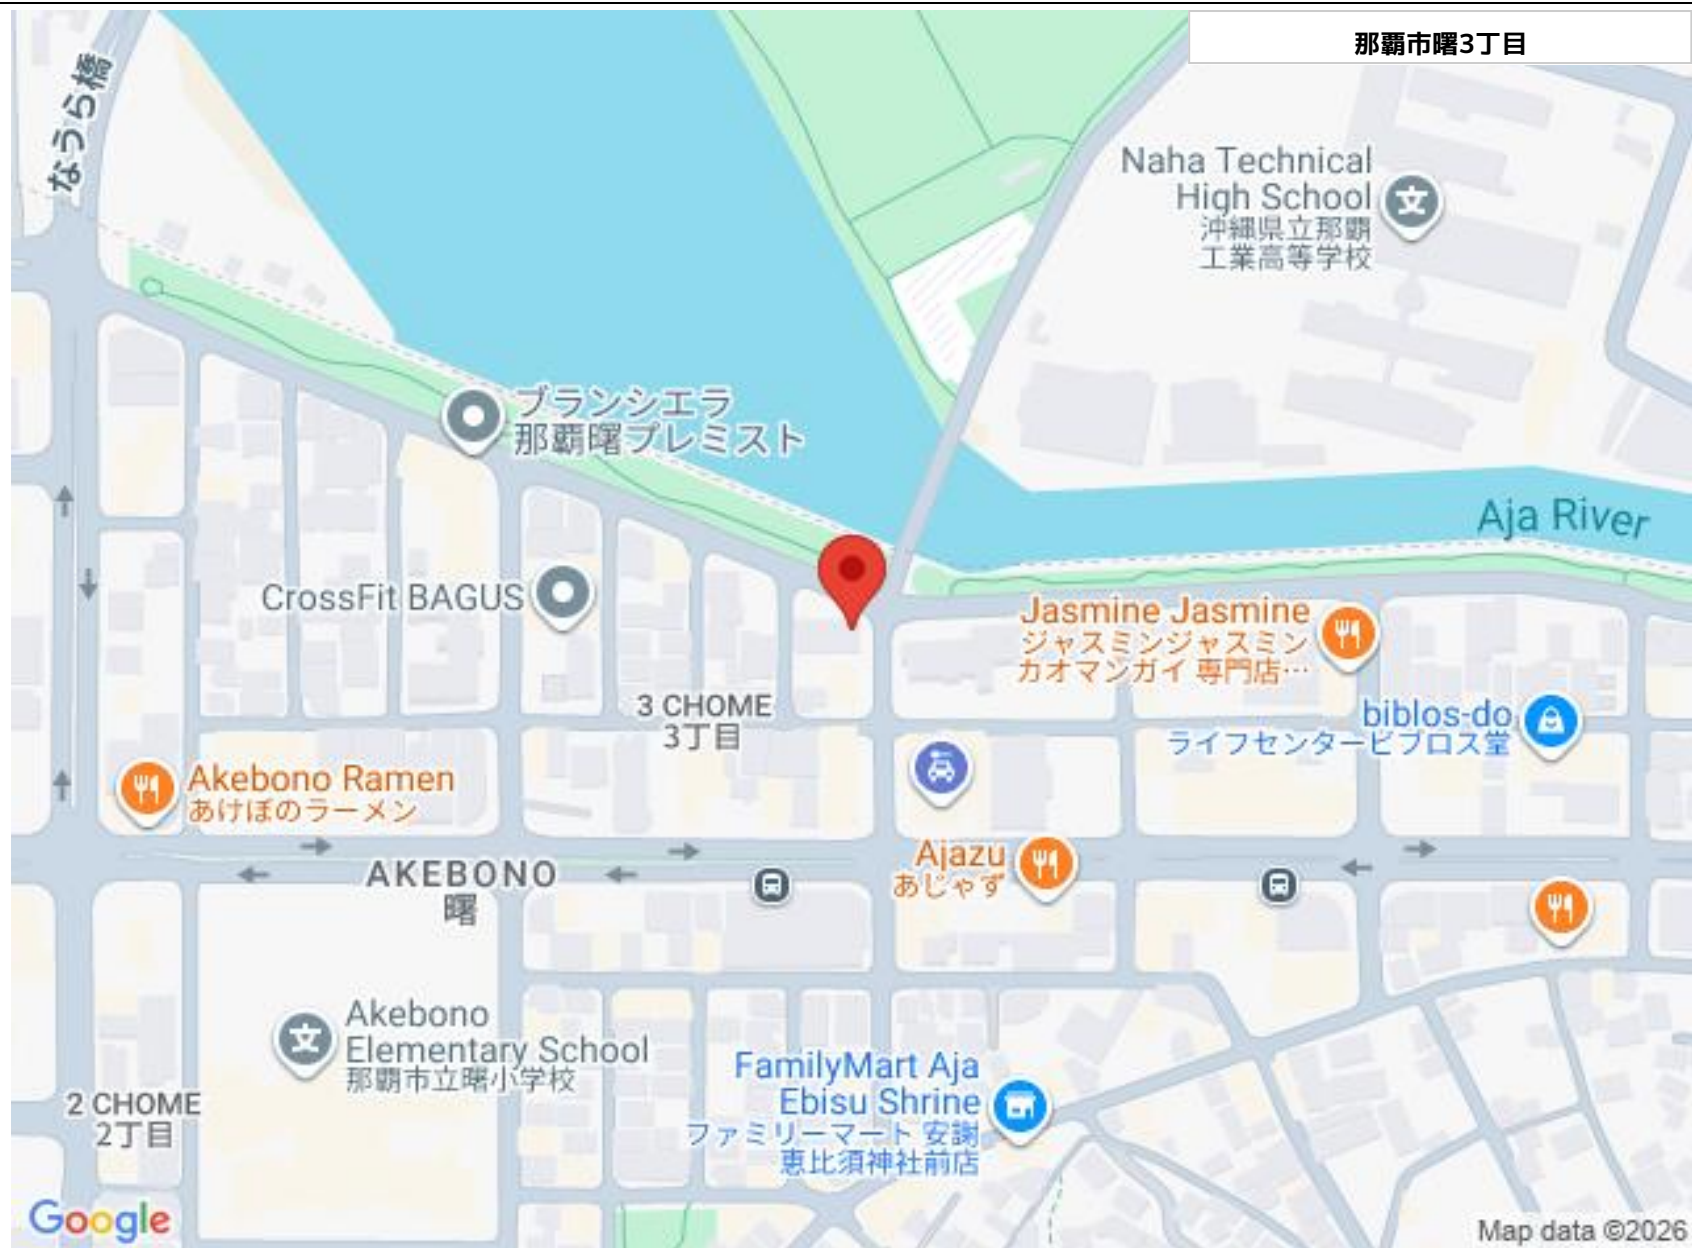 那覇市曙3丁目
なうら橋
Naha Technical
High School
沖縄県立那覇
工業高等学校
ブランシエラ
那覇曙プレミスト
Aja River
CrossFit BAGUS
Jasmine Jasmine
ジャスミンジャスミン
カオマンガイ 専門店…
3 CHOME
3丁目
biblos-do
ライフセンタービブロス堂
Akebono Ramen
あけぼのラーメン
AKEBONO
曙
Ajazu
あじゃず
Akebono
Elementary School
那覇市立曙小学校
FamilyMart Aja
Ebisu Shrine
ファミリーマート 安謝
恵比須神社前店
2 CHOME
2丁目
Google
Map data ©2026